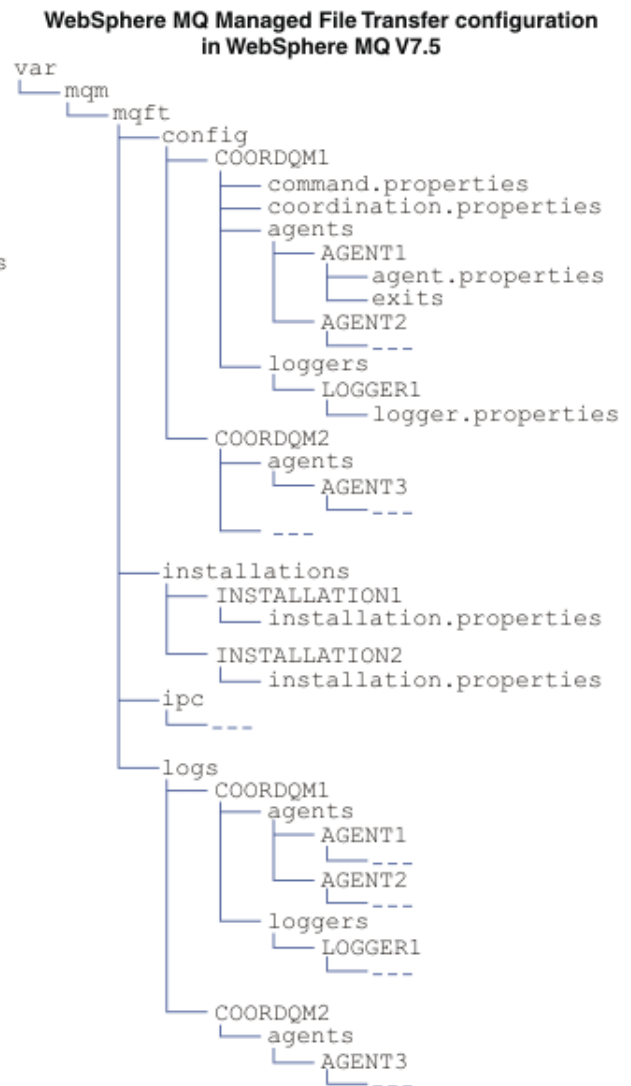 WebSphere MQ Managed File Transfer configuration
in WebSphere MQ V7.5
var
mqm
mqft
config
COORDQM1
command.properties
coordination.properties
agents
s
AGENT1
agent.properties
exits
AGENT2
---
loggers
LOGGER1
logger.properties
COORDQM2
agents
AGENT3
---
---
installations
INSTALLATION1
installation.properties
INSTALLATION2
installation.properties
ipc
---
logs
COORDQM1
agents
AGENT1
---
AGENT2
---
loggers
LOGGER1
---
COORDQM2
agents
AGENT3
---